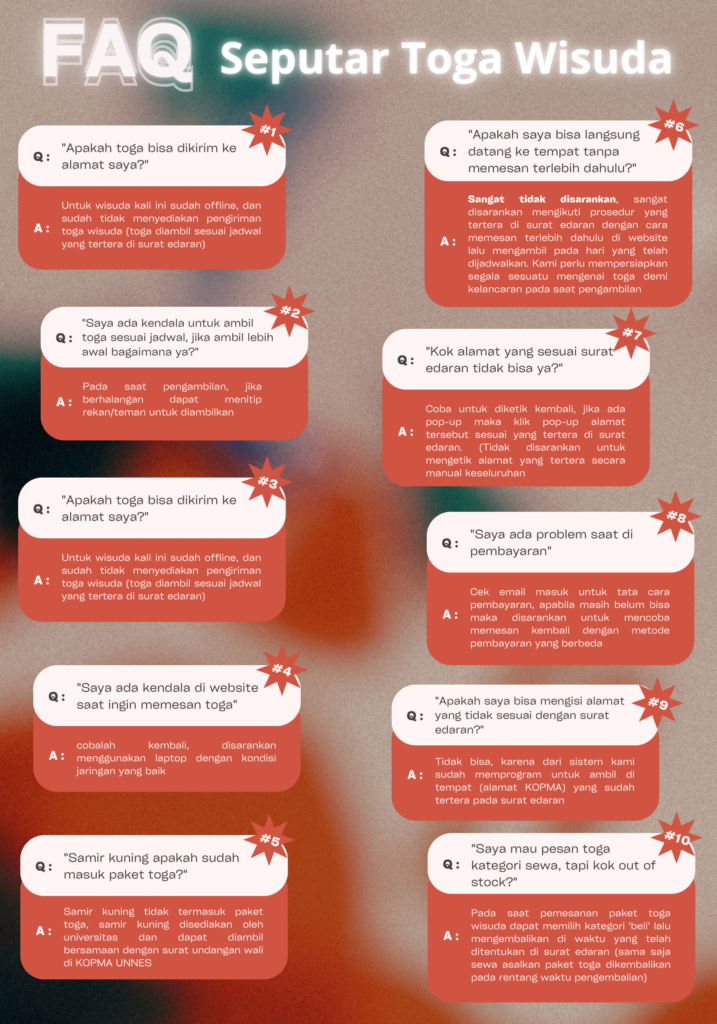 FAQ Seputar Toga Wisuda
#1
Q : "Apakah toga bisa dikirim ke
alamat saya?"
A : Untuk wisuda kali ini sudah offline, dan
sudah tidak menyediakan pengiriman
toga wisuda (toga diambil sesuai jadwal
yang tertera di surat edaran)
#2
Q : "Saya ada kendala untuk ambil
toga sesuai jadwal, jika ambil lebih
awal bagaimana ya?"
A : Pada saat pengambilan, jika
berhalangan dapat menitip
rekan/teman untuk diambilkan
#3
Q : "Apakah toga bisa dikirim ke
alamat saya?"
A : Untuk wisuda kali ini sudah offline, dan
sudah tidak menyediakan pengiriman
toga wisuda (toga diambil sesuai jadwal
yang tertera di surat edaran)
#4
Q : "Saya ada kendala di website
saat ingin memesan toga"
A : cobalah kembali, disarankan
menggunakan laptop dengan kondisi
jaringan yang baik
#5
Q : "Samir kuning apakah sudah
masuk paket toga?"
A : Samir kuning tidak termasuk paket
toga, samir kuning disediakan oleh
universitas dan dapat diambil
bersamaan dengan surat undangan wali
di KOPMA UNNES
#6
Q : "Apakah saya bisa langsung
datang ke tempat tanpa
memesan terlebih dahulu?"
A : Sangat tidak disarankan, sangat
disarankan mengikuti prosedur yang
tertera di surat edaran dengan cara
memesan terlebih dahulu di website
lalu mengambil pada hari yang telah
dijadwalkan. Kami perlu mempersiapkan
segala sesuatu mengenai toga demi
kelancaran pada saat pengambilan
#7
Q : "Kok alamat yang sesuai surat
edaran tidak bisa ya?"
A : Coba untuk diketik kembali, jika ada
pop-up maka klik pop-up alamat
tersebut sesuai yang tertera di surat
edaran. (Tidak disarankan untuk
mengetik alamat yang tertera secara
manual keseluruhan
#8
Q : "Saya ada problem saat di
pembayaran"
A : Cek email masuk untuk tata cara
pembayaran, apabila masih belum bisa
maka disarankan untuk mencoba
memesan kembali dengan metode
pembayaran yang berbeda
#9
Q : "Apakah saya bisa mengisi alamat
yang tidak sesuai dengan surat
edaran?"
A : Tidak bisa, karena dari sistem kami
sudah memprogram untuk ambil di
tempat (alamat KOPMA) yang sudah
tertera pada surat edaran
#10
Q : "Saya mau pesan toga
kategori sewa, tapi kok out of
stock?"
A : Pada saat pemesanan paket toga
wisuda dapat memilih kategori 'beli' lalu
mengembalikan di waktu yang telah
ditentukan di surat edaran (sama saja
sewa asalkan paket toga dikembalikan
pada rentang waktu pengembalian)